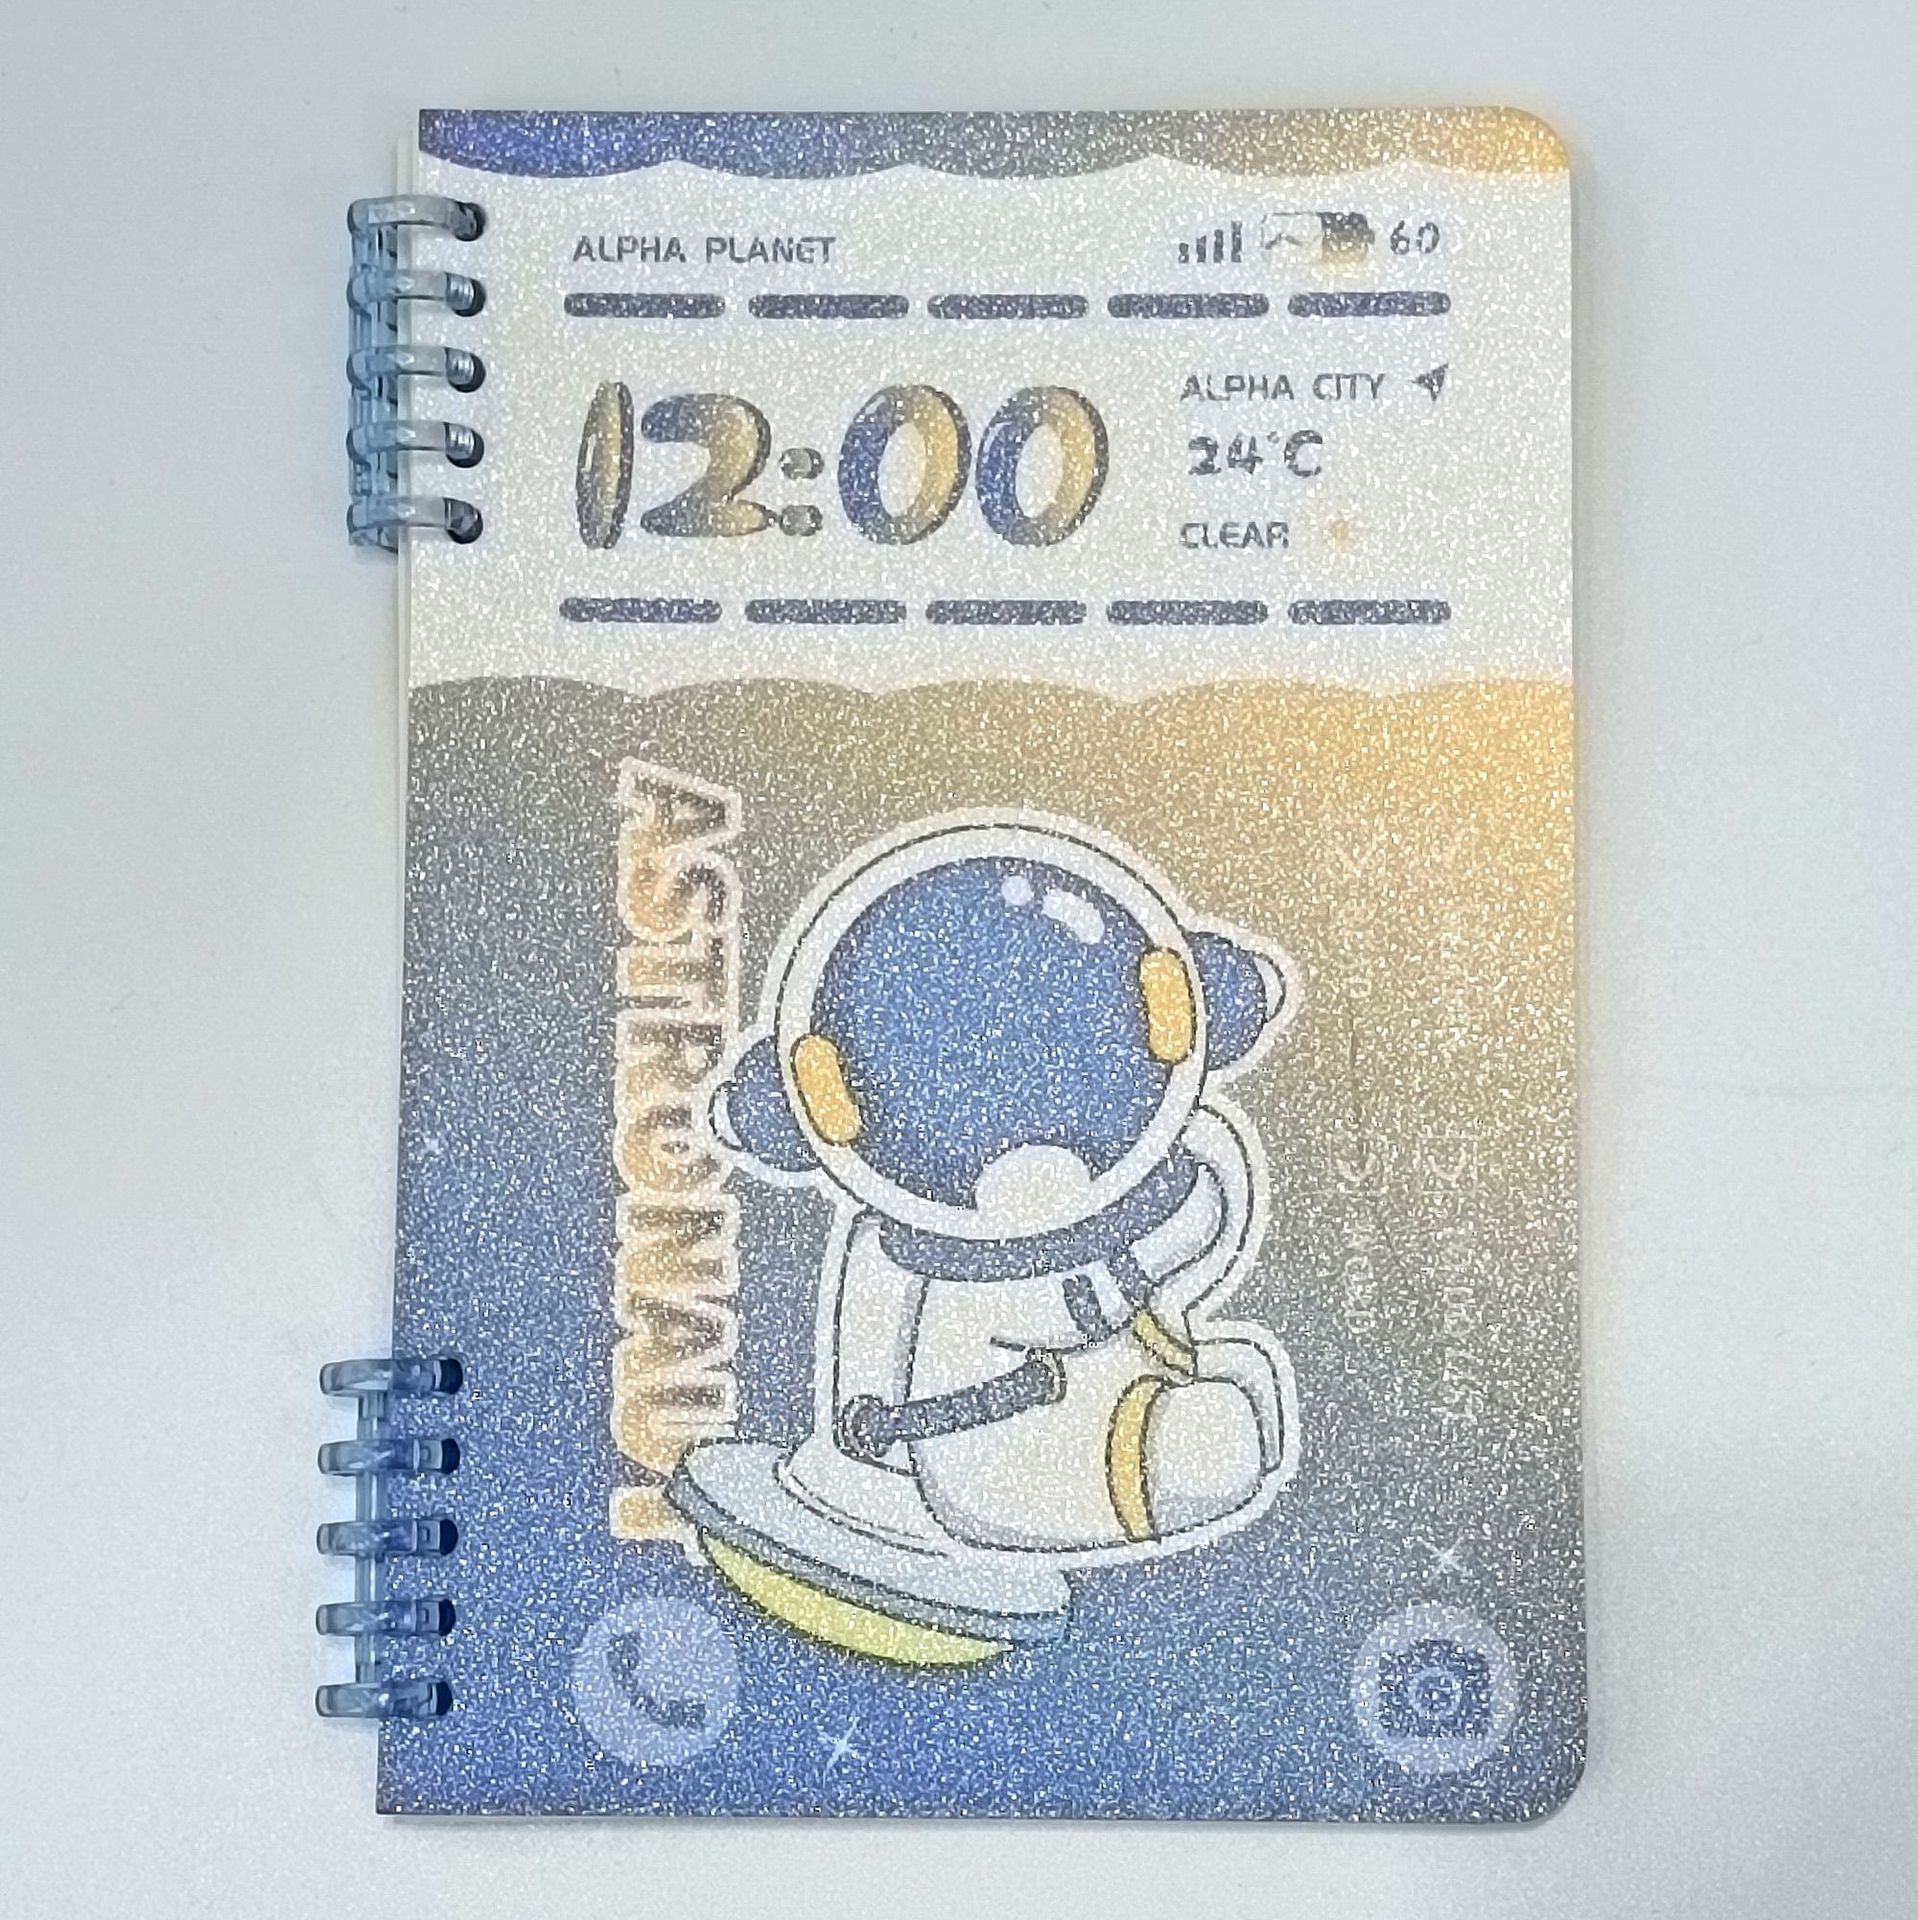 ALPHA PLANET
60
12:00
ALPHA CITY
24°C
CLEAR
ASTRONAUT